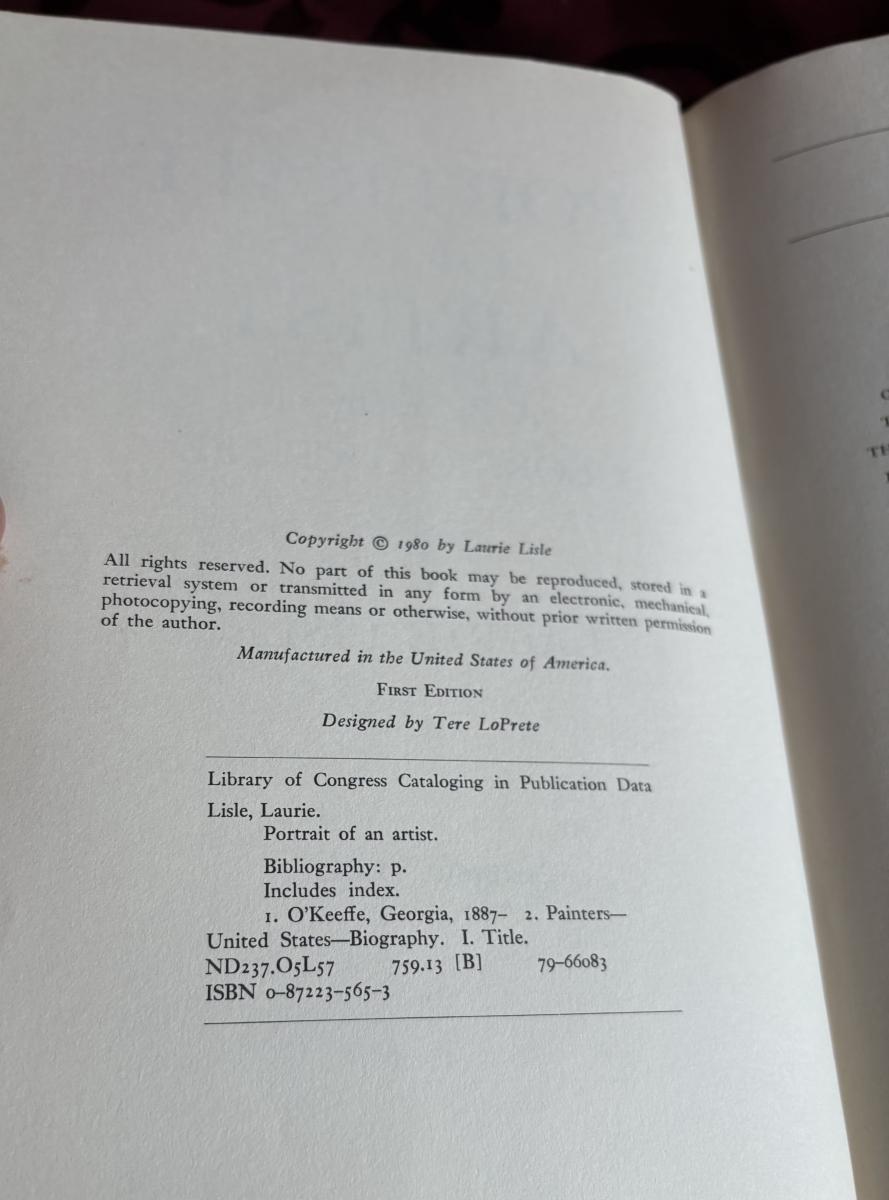 Copyright © 1980 by Laurie Lisle
All rights reserved. No part of this book may be reproduced, stored in a
retrieval system or transmitted in any form by an electronic, mechanical,
photocopying, recording means or otherwise, without prior written permission
of the author.
Manufactured in the United States of America.
FIRST EDITION
Designed by Tere LoPrete
Library of Congress Cataloging in Publication Data
Lisle, Laurie.
Portrait of an artist.
Bibliography: p.
Includes index.
1. O'Keeffe, Georgia, 1887– 2. Painters—
United States—Biography. I. Title.
ND237.O5L57 759.13 [B] 79–66083
ISBN 0–87223–565–3